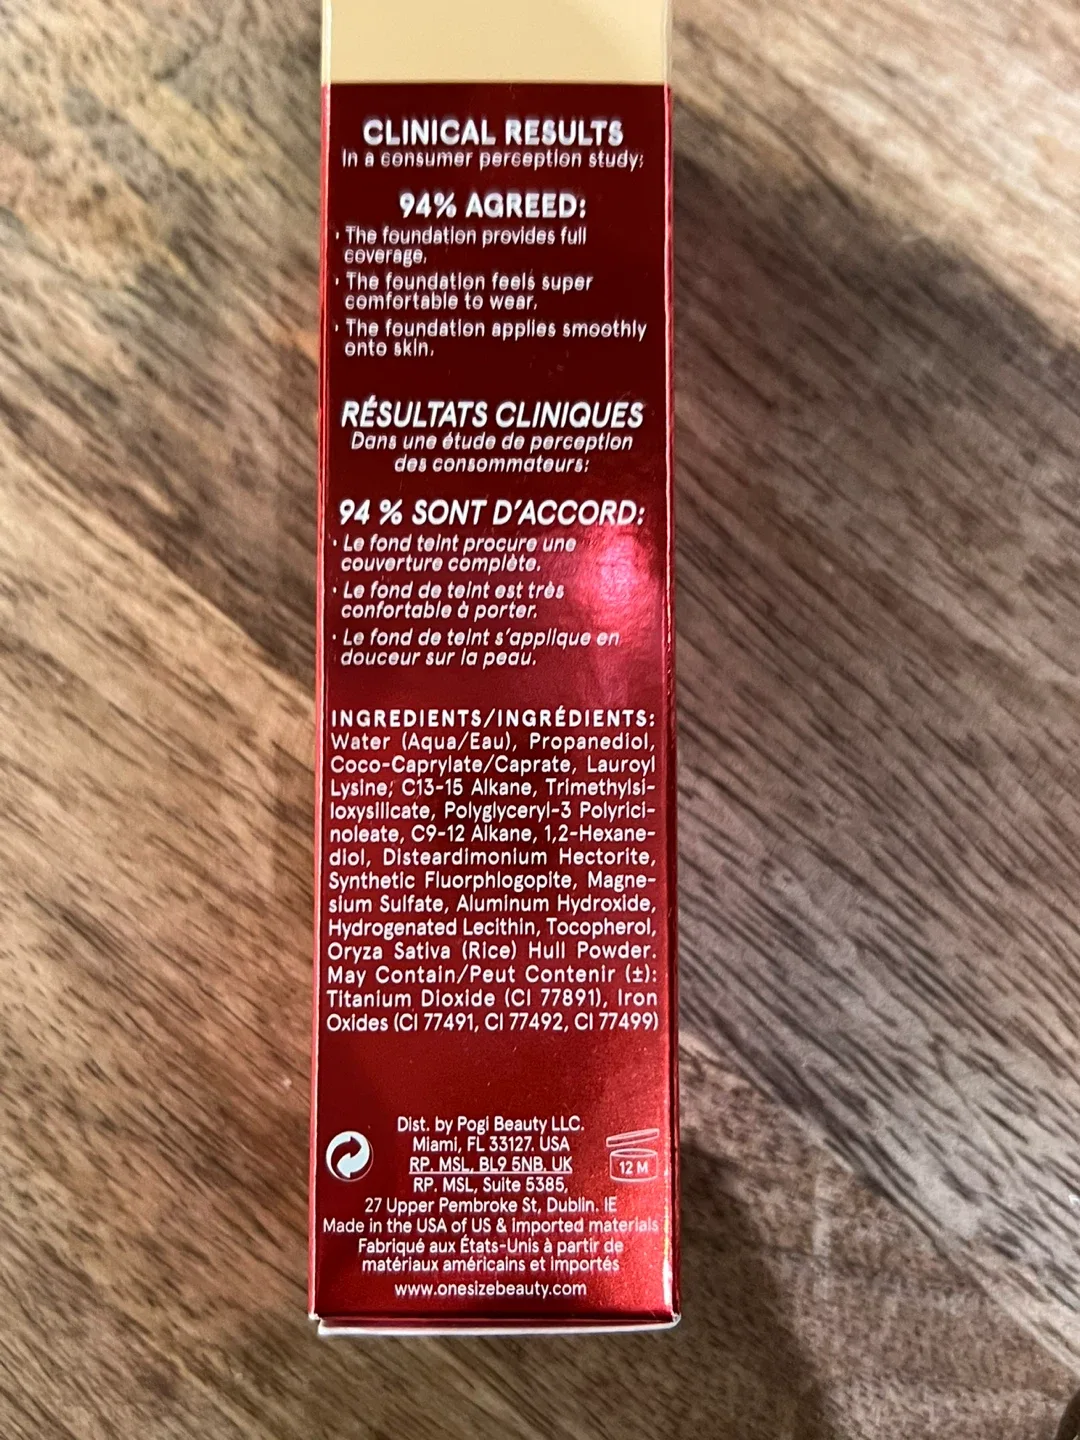 CLINICAL RESULTS
In a consumer perception study:
94% AGREED:
· The foundation provides full
coverage.
· The foundation feels super
comfortable to wear.
· The foundation applies smoothly
onto skin.
RÉSULTATS CLINIQUES
Dans une étude de perception
des consommateurs:
94 % SONT D'ACCORD:
· Le fond teint procure une
couverture complète.
· Le fond de teint est très
confortable à porter.
· Le fond de teint s'applique en
douceur sur la peau.
INGREDIENTS/INGRÉDIENTS:
Water (Aqua/Eau), Propanediol,
Coco-Caprylate/Caprate, Lauroyl
Lysine, C13-15 Alkane, Trimethylsi-
loxysilicate, Polyglyceryl-3 Polyrici-
noleate, C9-12 Alkane, 1,2-Hexane-
diol, Disteardimonium Hectorite,
Synthetic Fluorphlogopite, Magne-
sium Sulfate, Aluminum Hydroxide,
Hydrogenated Lecithin, Tocopherol,
Oryza Sativa (Rice) Hull Powder.
May Contain/Peut Contenir (±):
Titanium Dioxide (CI 77891), Iron
Oxides (CI 77491, CI 77492, CI 77499)
Dist. by Pogi Beauty LLC.
Miami, FL 33127. USA
RP. MSL, BL9 5NB. UK
RP. MSL, Suite 5385,
27 Upper Pembroke St, Dublin. IE
Made in the USA of US & imported materials
Fabriqué aux États-Unis à partir de
matériaux américains et importés
www.onesizebeauty.com
12 M